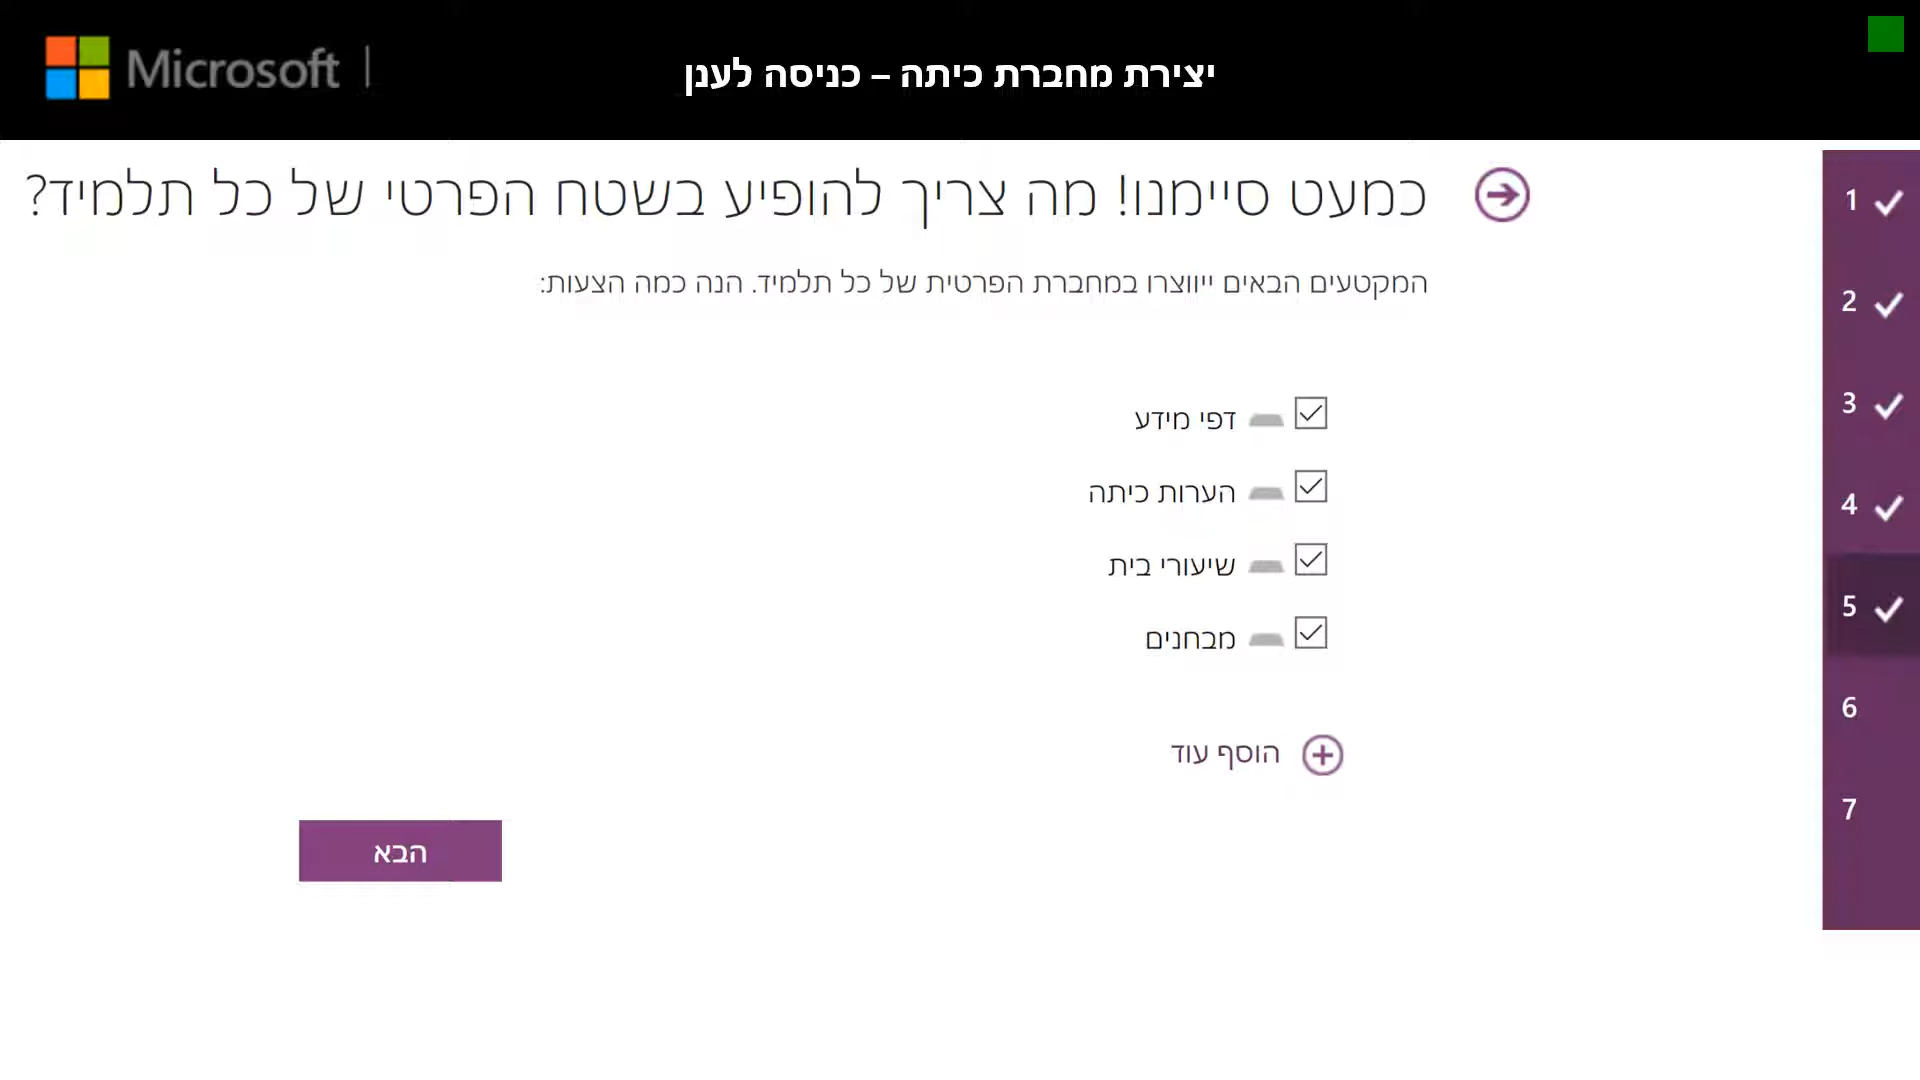 Microsoft
יצירת מחברת כיתה – כניסה לענן
כמעט סיימנו! מה צריך להופיע בשטח הפרטי של כל תלמיד?
המקטעים הבאים ייווצרו במחברת הפרטית של כל תלמיד. הנה כמה הצעות:
דפי מידע
הערות כיתה
שיעורי בית
מבחנים
הוסף עוד
הבא
1
2
3
4
5
6
7